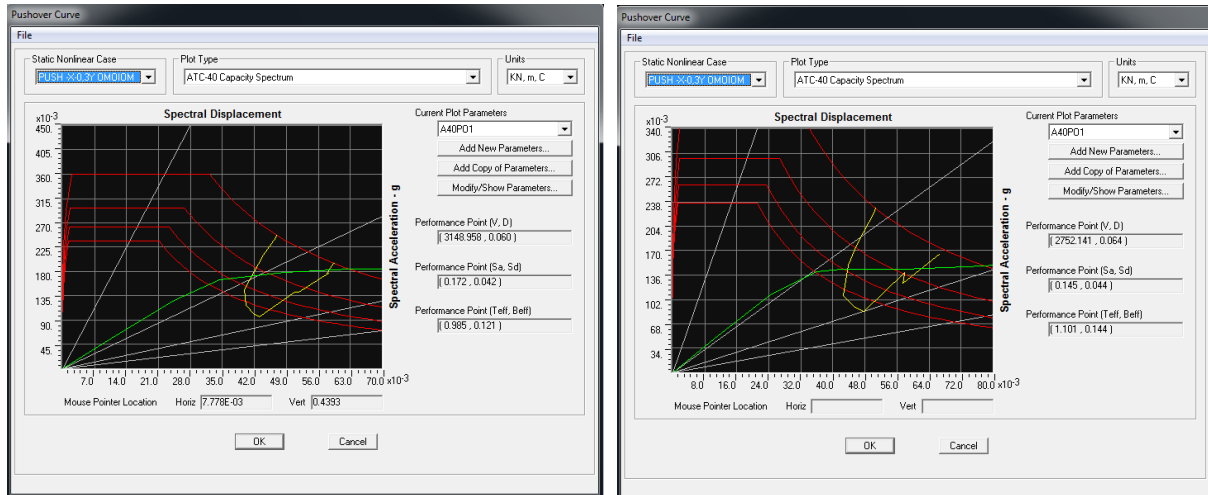 Pushover Curve
File
Static Nonlinear Case
PUSH -X-0,3Y OMOIOM
Plot Type
ATC-40 Capacity Spectrum
Units
KN, m, C
Spectral Displacement
x10-3
450.
405.
360.
315.
270.
225.
180.
135.
90.
45.
7.0 14.0 21.0 28.0 35.0 42.0 49.0 56.0 63.0 70.0 x10-3
Spectral Acceleration - g
Current Plot Parameters
A40PO1
Add New Parameters...
Add Copy of Parameters...
Modify/Show Parameters...
Performance Point (V, D)
( 3148.958 , 0.060 )
Performance Point (Sa, Sd)
( 0.172 , 0.042 )
Performance Point (Teff, Beff)
( 0.985 , 0.121 )
Mouse Pointer Location Horiz 7.778E-03 Vert 0.4393
OK Cancel
Pushover Curve
File
Static Nonlinear Case
PUSH -X-0,3Y OMOIOM
Plot Type
ATC-40 Capacity Spectrum
Units
KN, m, C
Spectral Displacement
x10-3
340.
306.
272.
238.
204.
170.
136.
102.
68.
34.
8.0 16.0 24.0 32.0 40.0 48.0 56.0 64.0 72.0 80.0 x10-3
Spectral Acceleration - g
Current Plot Parameters
A40PO1
Add New Parameters...
Add Copy of Parameters...
Modify/Show Parameters...
Performance Point (V, D)
( 2752.141 , 0.064 )
Performance Point (Sa, Sd)
( 0.145 , 0.044 )
Performance Point (Teff, Beff)
( 1.101 , 0.144 )
Mouse Pointer Location Horiz Vert
OK Cancel